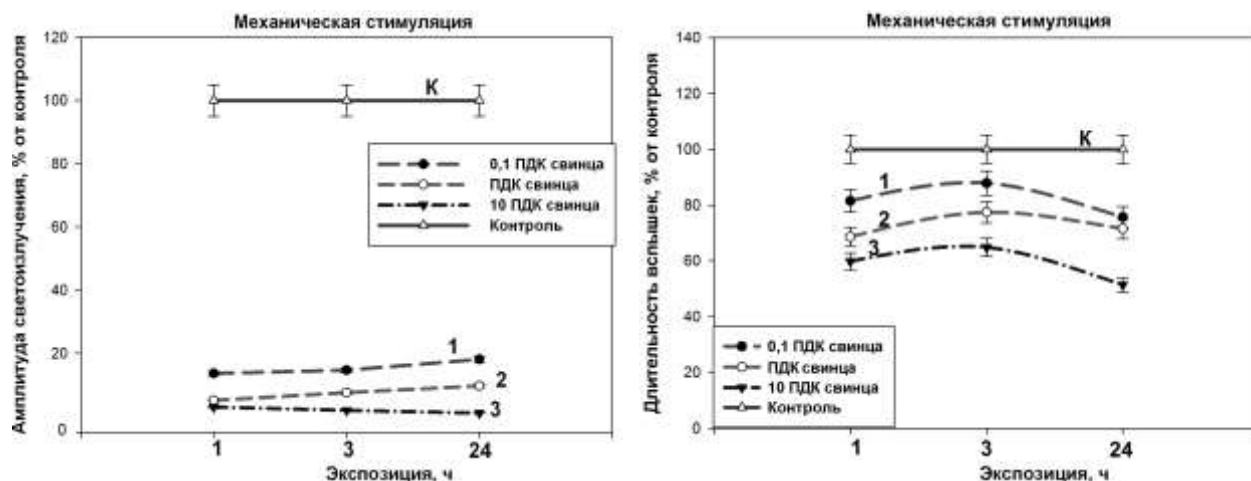 Механическая стимуляция
Амплитуда светоизлучения, % от контроля
120
100
80
60
40
20
0
К
0,1 ПДК свинца
ПДК свинца
10 ПДК свинца
Контроль
1
2
3
1
3
24
Экспозиция, ч
Механическая стимуляция
Длительность вспышек, % от контроля
140
120
100
80
60
40
20
0
К
1
2
3
0,1 ПДК свинца
ПДК свинца
10 ПДК свинца
Контроль
1
3
24
Экспозиция, ч